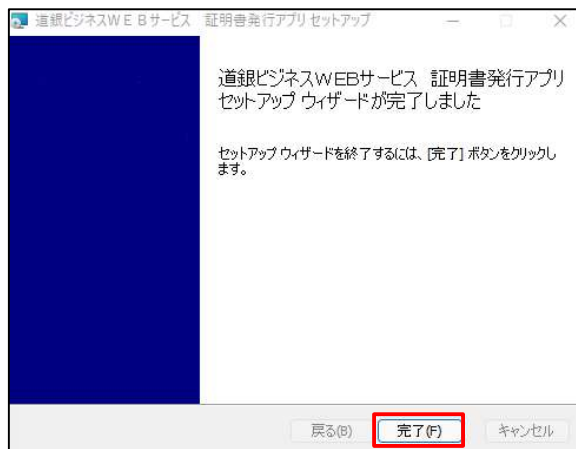 道銀ビジネスWEBサービス 証明書発行アプリ セットアップ
道銀ビジネスWEBサービス 証明書発行アプリ
セットアップ ウィザードが完了しました
セットアップ ウィザードを終了するには、[完了] ボタンをクリックし
ます。
戻る(B) 完了(F) キャンセル